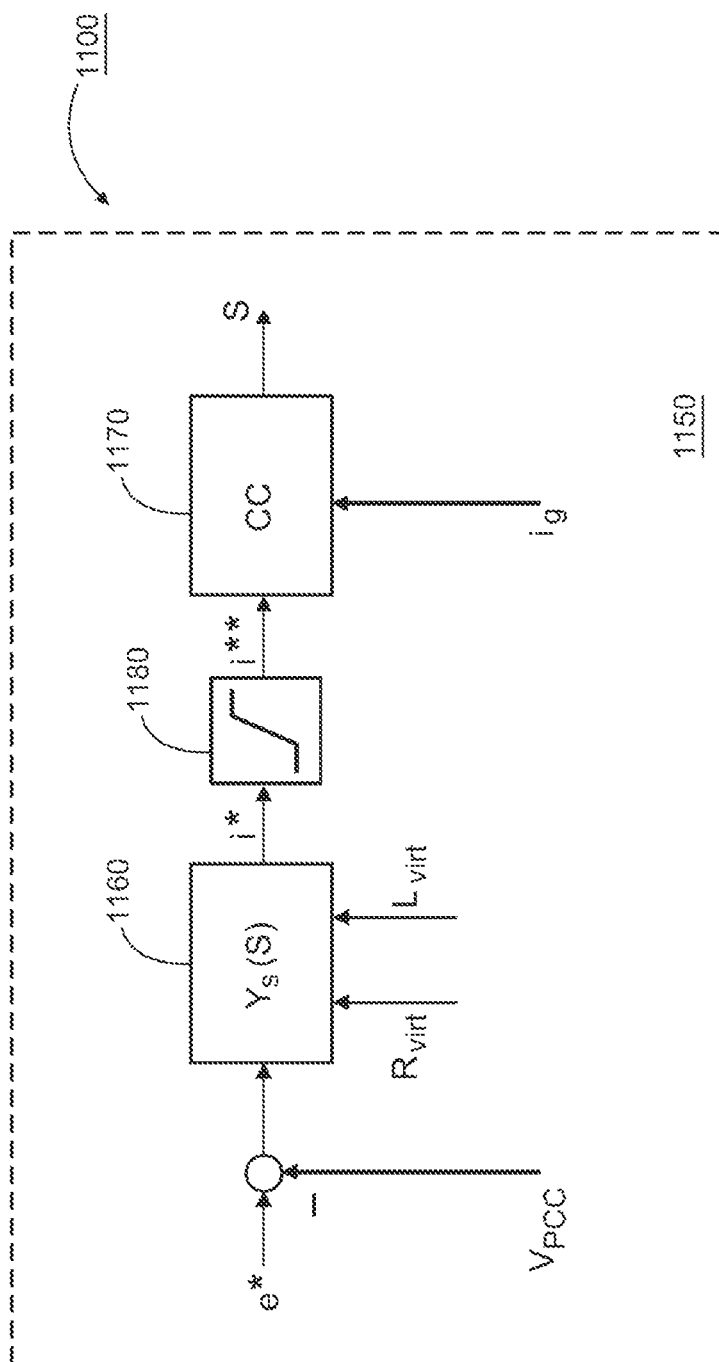 1100
1160
1180
1170
e*
Y_s(S)
i*
i**
CC
S
–
R_virt
L_virt
V_PCC
i_g
1150